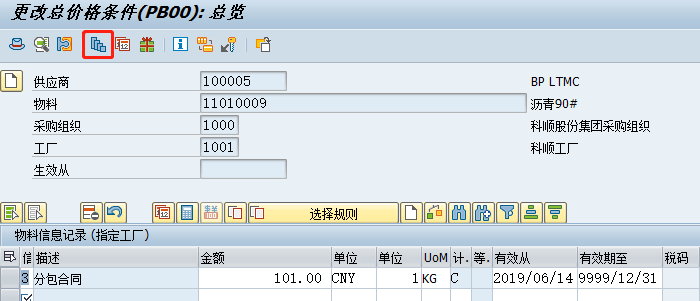 更改总价格条件(PB00): 总览
供应商 100005 BP LTMC
物料 11010009 沥青90#
采购组织 1000 科顺股份集团采购组织
工厂 1001 科顺工厂
生效从
选择规则
物料信息记录 (指定工厂)
信 描述 金额 单位 单位 UoM 计. 等. 有效从 有效期至 税码
3 分包合同 101.00 CNY 1 KG C 2019/06/14 9999/12/31